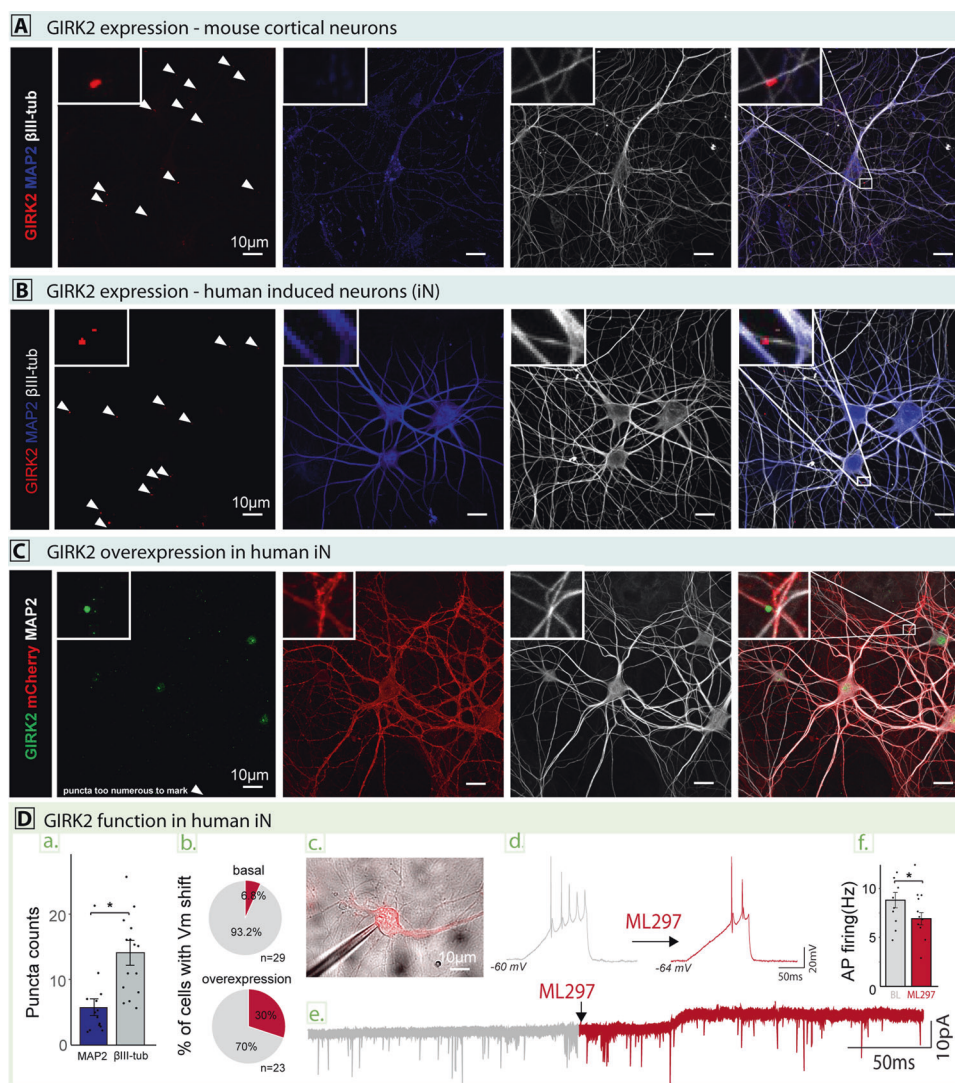 A GIRK2 expression - mouse cortical neurons
GIRK2 MAP2 βIII-tub
10μm
B GIRK2 expression - human induced neurons (iN)
GIRK2 MAP2 βIII-tub
10μm
C GIRK2 overexpression in human iN
GIRK2 mCherry MAP2
10μm
puncta too numerous to mark
D GIRK2 function in human iN
a.
Puncta counts
20
10
0
*
MAP2 βIII-tub
b.
% of cells with Vm shift
basal
6.8%
93.2%
n=29
overexpression
30%
70%
n=23
c.
10μm
d.
-60 mV
ML297
-64 mV
20mV
50ms
e.
ML297
10pA
50ms
f.
AP firing(Hz)
10
5
0
*
BL ML297